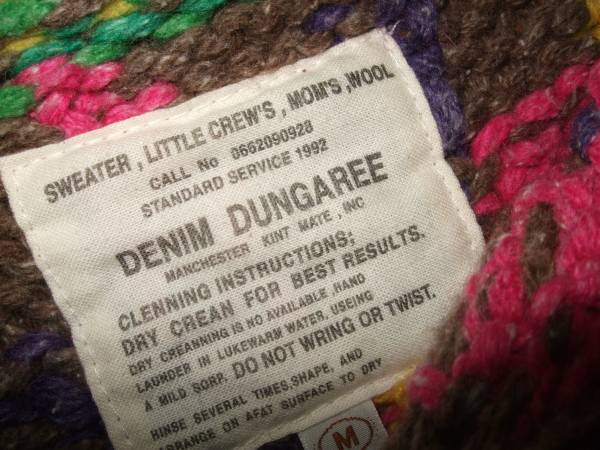 SWEATER , LITTLE CREW'S , MOM'S ,WOOL
CALL No 0662090928
STANDARD SERVICE 1992
DENIM DUNGAREE
MANCHESTER KINT MATE , INC
CLENNING INSTRUCTIONS;
DRY CREAN FOR BEST RESULTS.
DRY CREANNING IS NO AVAILABLE ,HAND
LAUNDER IN LUKEWARM WATER, USEING
A MILD SORP. DO NOT WRING OR TWIST.
RINSE SEVERAL TIMES,SHAPE, AND
ARRANGE ON AFAT SURFACE TO DRY
M